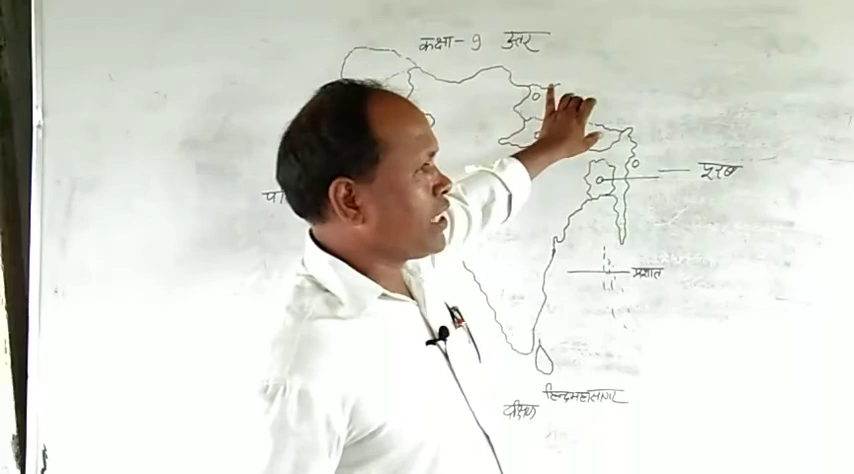 कक्षा - 9 उत्तर
पूरब
प्रशांत
हिन्दमहासागर
दक्षिण